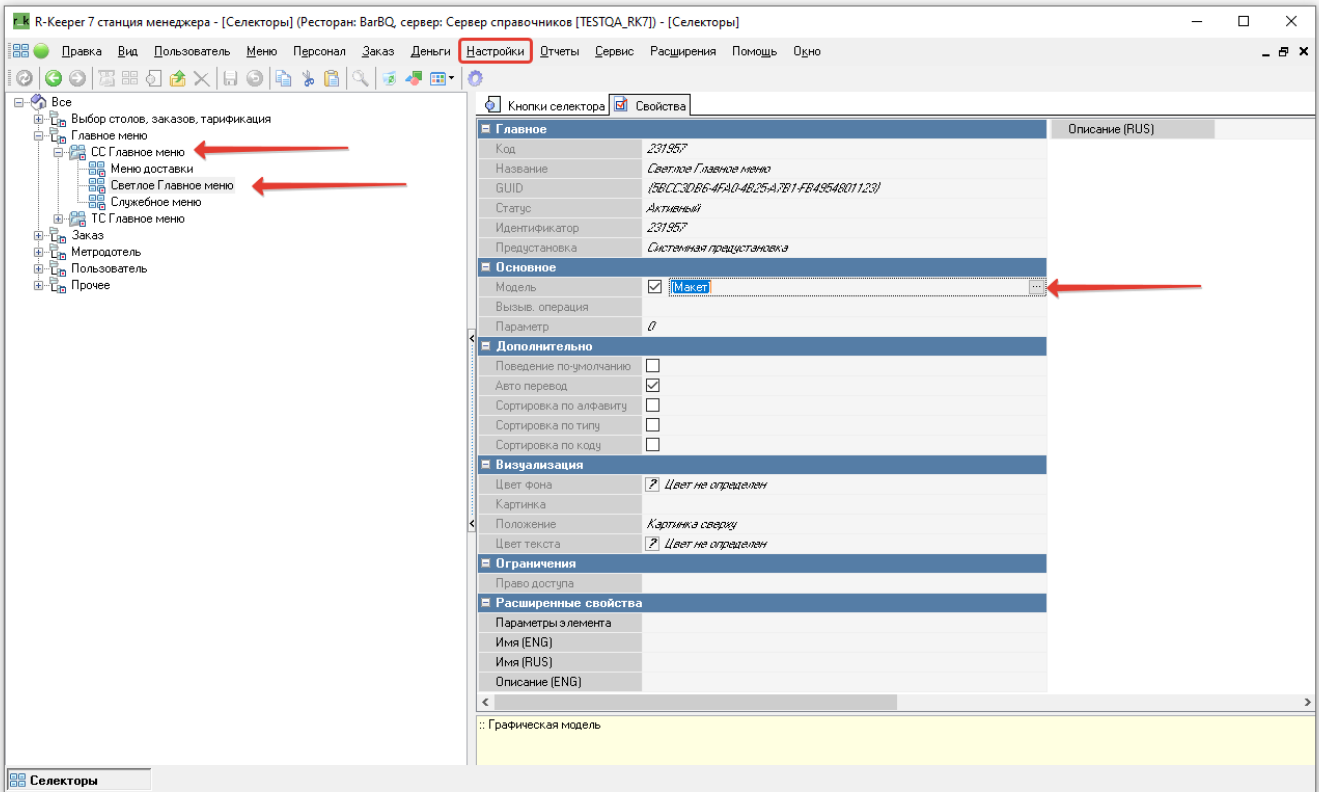 R-Keeper 7 станция менеджера - [Селекторы] (Ресторан: BarBQ, сервер: Сервер справочников [TESTQA_RK7]) - [Селекторы]
Правка Вид Пользователь Меню Персонал Заказ Деньги Настройки Отчеты Сервис Расширения Помощь Окно
Все
Выбор столов, заказов, тарификация
Главное меню
СС Главное меню
Меню доставки
Светлое Главное меню
Служебное меню
ТС Главное меню
Заказ
Метродотель
Пользователь
Прочее
Кнопки селектора Свойства
Главное Описание (RUS)
Код 231957
Название Светлое Главное меню
GUID {5BCC3DB6-4FA0-4B25-A7B1-FB4954801123}
Статус Активный
Идентификатор 231957
Предустановка Системная предустановка
Основное
Модель [Макет] ...
Вызыв. операция
Параметр 0
Дополнительно
Поведение по-умолчанию
Авто перевод
Сортировка по алфавиту
Сортировка по типу
Сортировка по коду
Визуализация
Цвет фона ? Цвет не определен
Картинка
Положение Картинка сверху
Цвет текста ? Цвет не определен
Ограничения
Право доступа
Расширенные свойства
Параметры элемента
Имя (ENG)
Имя (RUS)
Описание (ENG)
:: Графическая модель
Селекторы